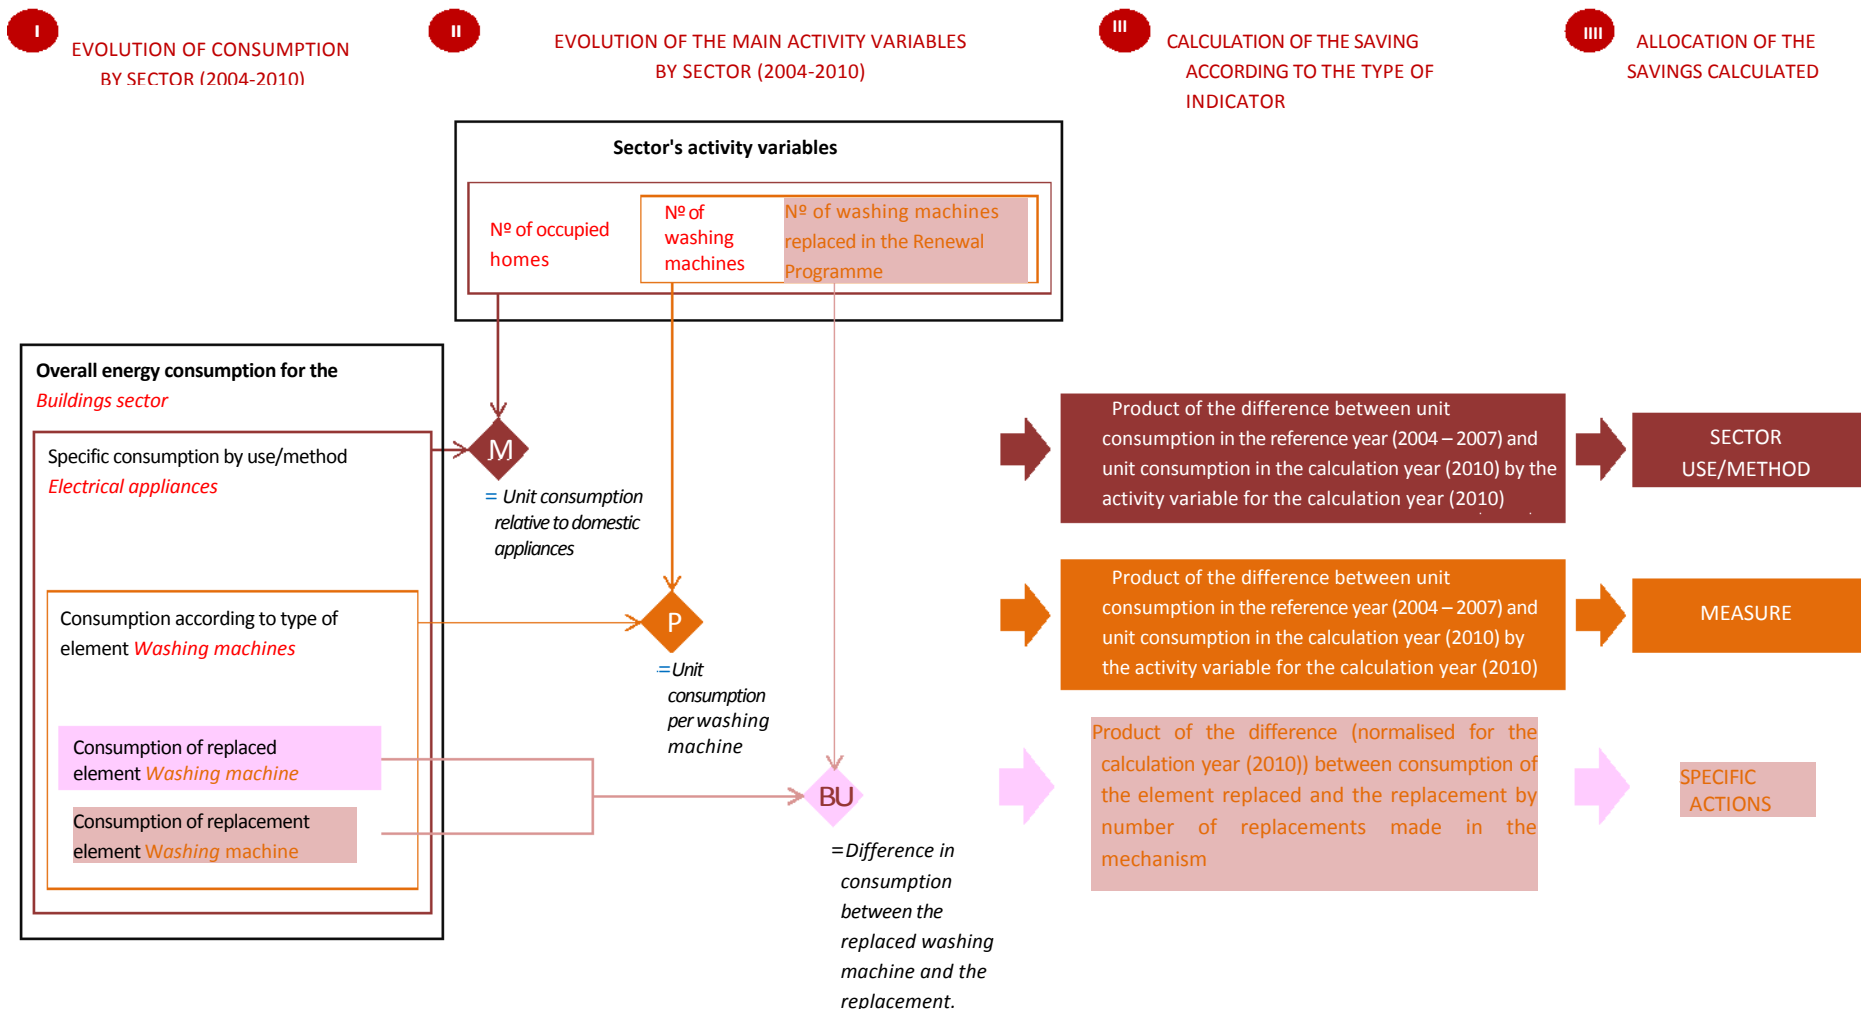 I
EVOLUTION OF CONSUMPTION
BY SECTOR (2004-2010)
II
EVOLUTION OF THE MAIN ACTIVITY VARIABLES
BY SECTOR (2004-2010)
III
CALCULATION OF THE SAVING
ACCORDING TO THE TYPE OF
INDICATOR
IIII
ALLOCATION OF THE
SAVINGS CALCULATED
Sector's activity variables
Nº of occupied
homes
Nº of
washing
machines
Nº of washing machines
replaced in the Renewal
Programme
Overall energy consumption for the
Buildings sector
Specific consumption by use/method
Electrical appliances
Consumption according to type of
element Washing machines
Consumption of replaced
element Washing machine
Consumption of replacement
element Washing machine
M
= Unit consumption
relative to domestic
appliances
P
=Unit
consumption
per washing
machine
BU
=Difference in
consumption
between the
replaced washing
machine and the
replacement.
Product of the difference between unit
consumption in the reference year (2004 – 2007) and
unit consumption in the calculation year (2010) by the
activity variable for the calculation year (2010)
SECTOR
USE/METHOD
Product of the difference between unit
consumption in the reference year (2004 – 2007) and
unit consumption in the calculation year (2010) by
the activity variable for the calculation year (2010)
MEASURE
Product of the difference (normalised for the
calculation year (2010)) between consumption of
the element replaced and the replacement by
number of replacements made in the
mechanism
SPECIFIC
ACTIONS